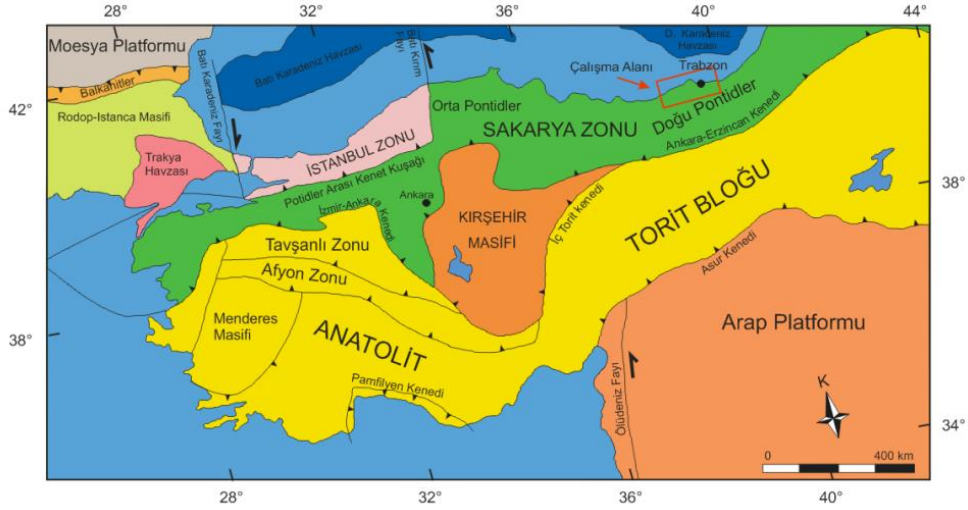 28°
32°
36°
40°
44°
Moesya Platformu
Balkanitler
Rodop-Istanca Masifi
Trakya
Havzası
Batı Karadeniz Fayı
Batı Karadeniz Havzası
Batı Kırım
Fayı
D. Karadeniz
Havzası
Çalışma Alanı
Trabzon
Orta Pontidler
Doğu Pontidler
SAKARYA ZONU
Ankara-Erzincan Kenedi
İSTANBUL ZONU
Potidler Arası Kenet Kuşağı
İzmir-Ankara Kenedi
Ankara
KIRŞEHİR
MASİFİ
İç Torit kenedi
TORİT BLOĞU
Asur Kenedi
Tavşanlı Zonu
Afyon Zonu
Menderes
Masifi
ANATOLİT
Pamfilyen Kenedi
Arap Platformu
Ölüdeniz Fayı
K
0
400 km
42°
38°
38°
34°
28°
32°
36°
40°